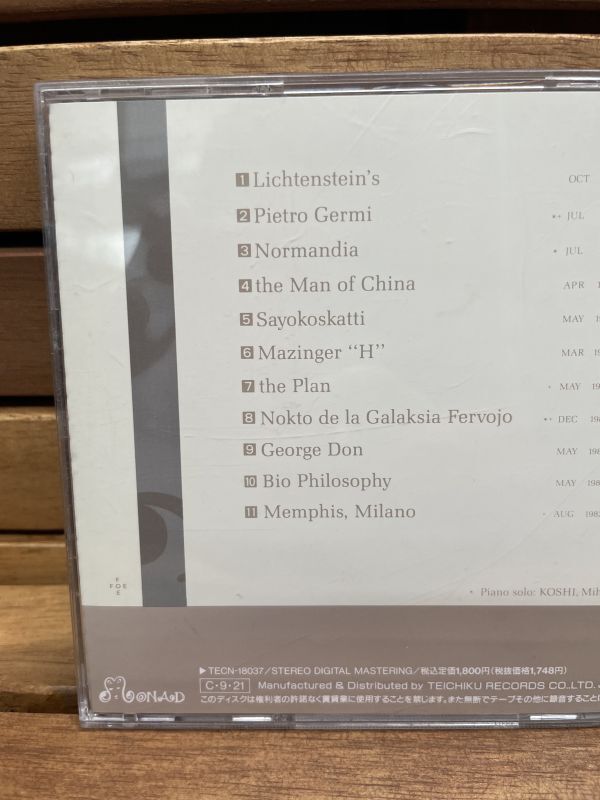 1 Lichtenstein's OCT
2 Pietro Germi JUL
3 Normandia JUL
4 the Man of China APR
5 Sayokoskatti MAY
6 Mazinger "H" MAR
7 the Plan MAY
8 Nokto de la Galaksia Fervojo DEC
9 George Don MAY
10 Bio Philosophy MAY
11 Memphis, Milano AUG
• Piano solo: KOSHI,
F
FOE
E
▶TECN-18037/STEREO DIGITAL MASTERING/税込定価1,800円(税抜価格1,748円)
MONAD
C・9・21 Manufactured & Distributed by TEICHIKU RECORDS CO.,LTD.
このディスクは権利者の許諾なく賃貸業に使用することを禁じます。また無断でテープその他に録音することは